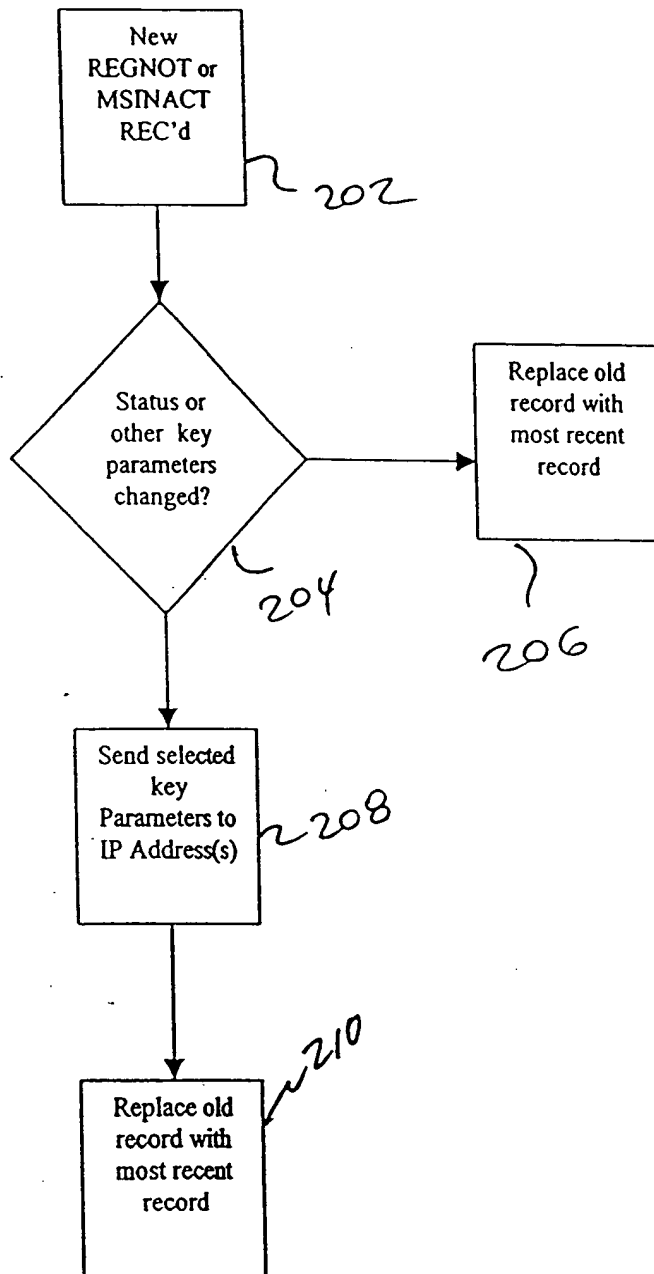 New
REGNOT or
MSINACT
REC'd
202
Status or
other key
parameters
changed?
204
Replace old
record with
most recent
record
206
Send selected
key
Parameters to
IP Address(s)
208
210
Replace old
record with
most recent
record